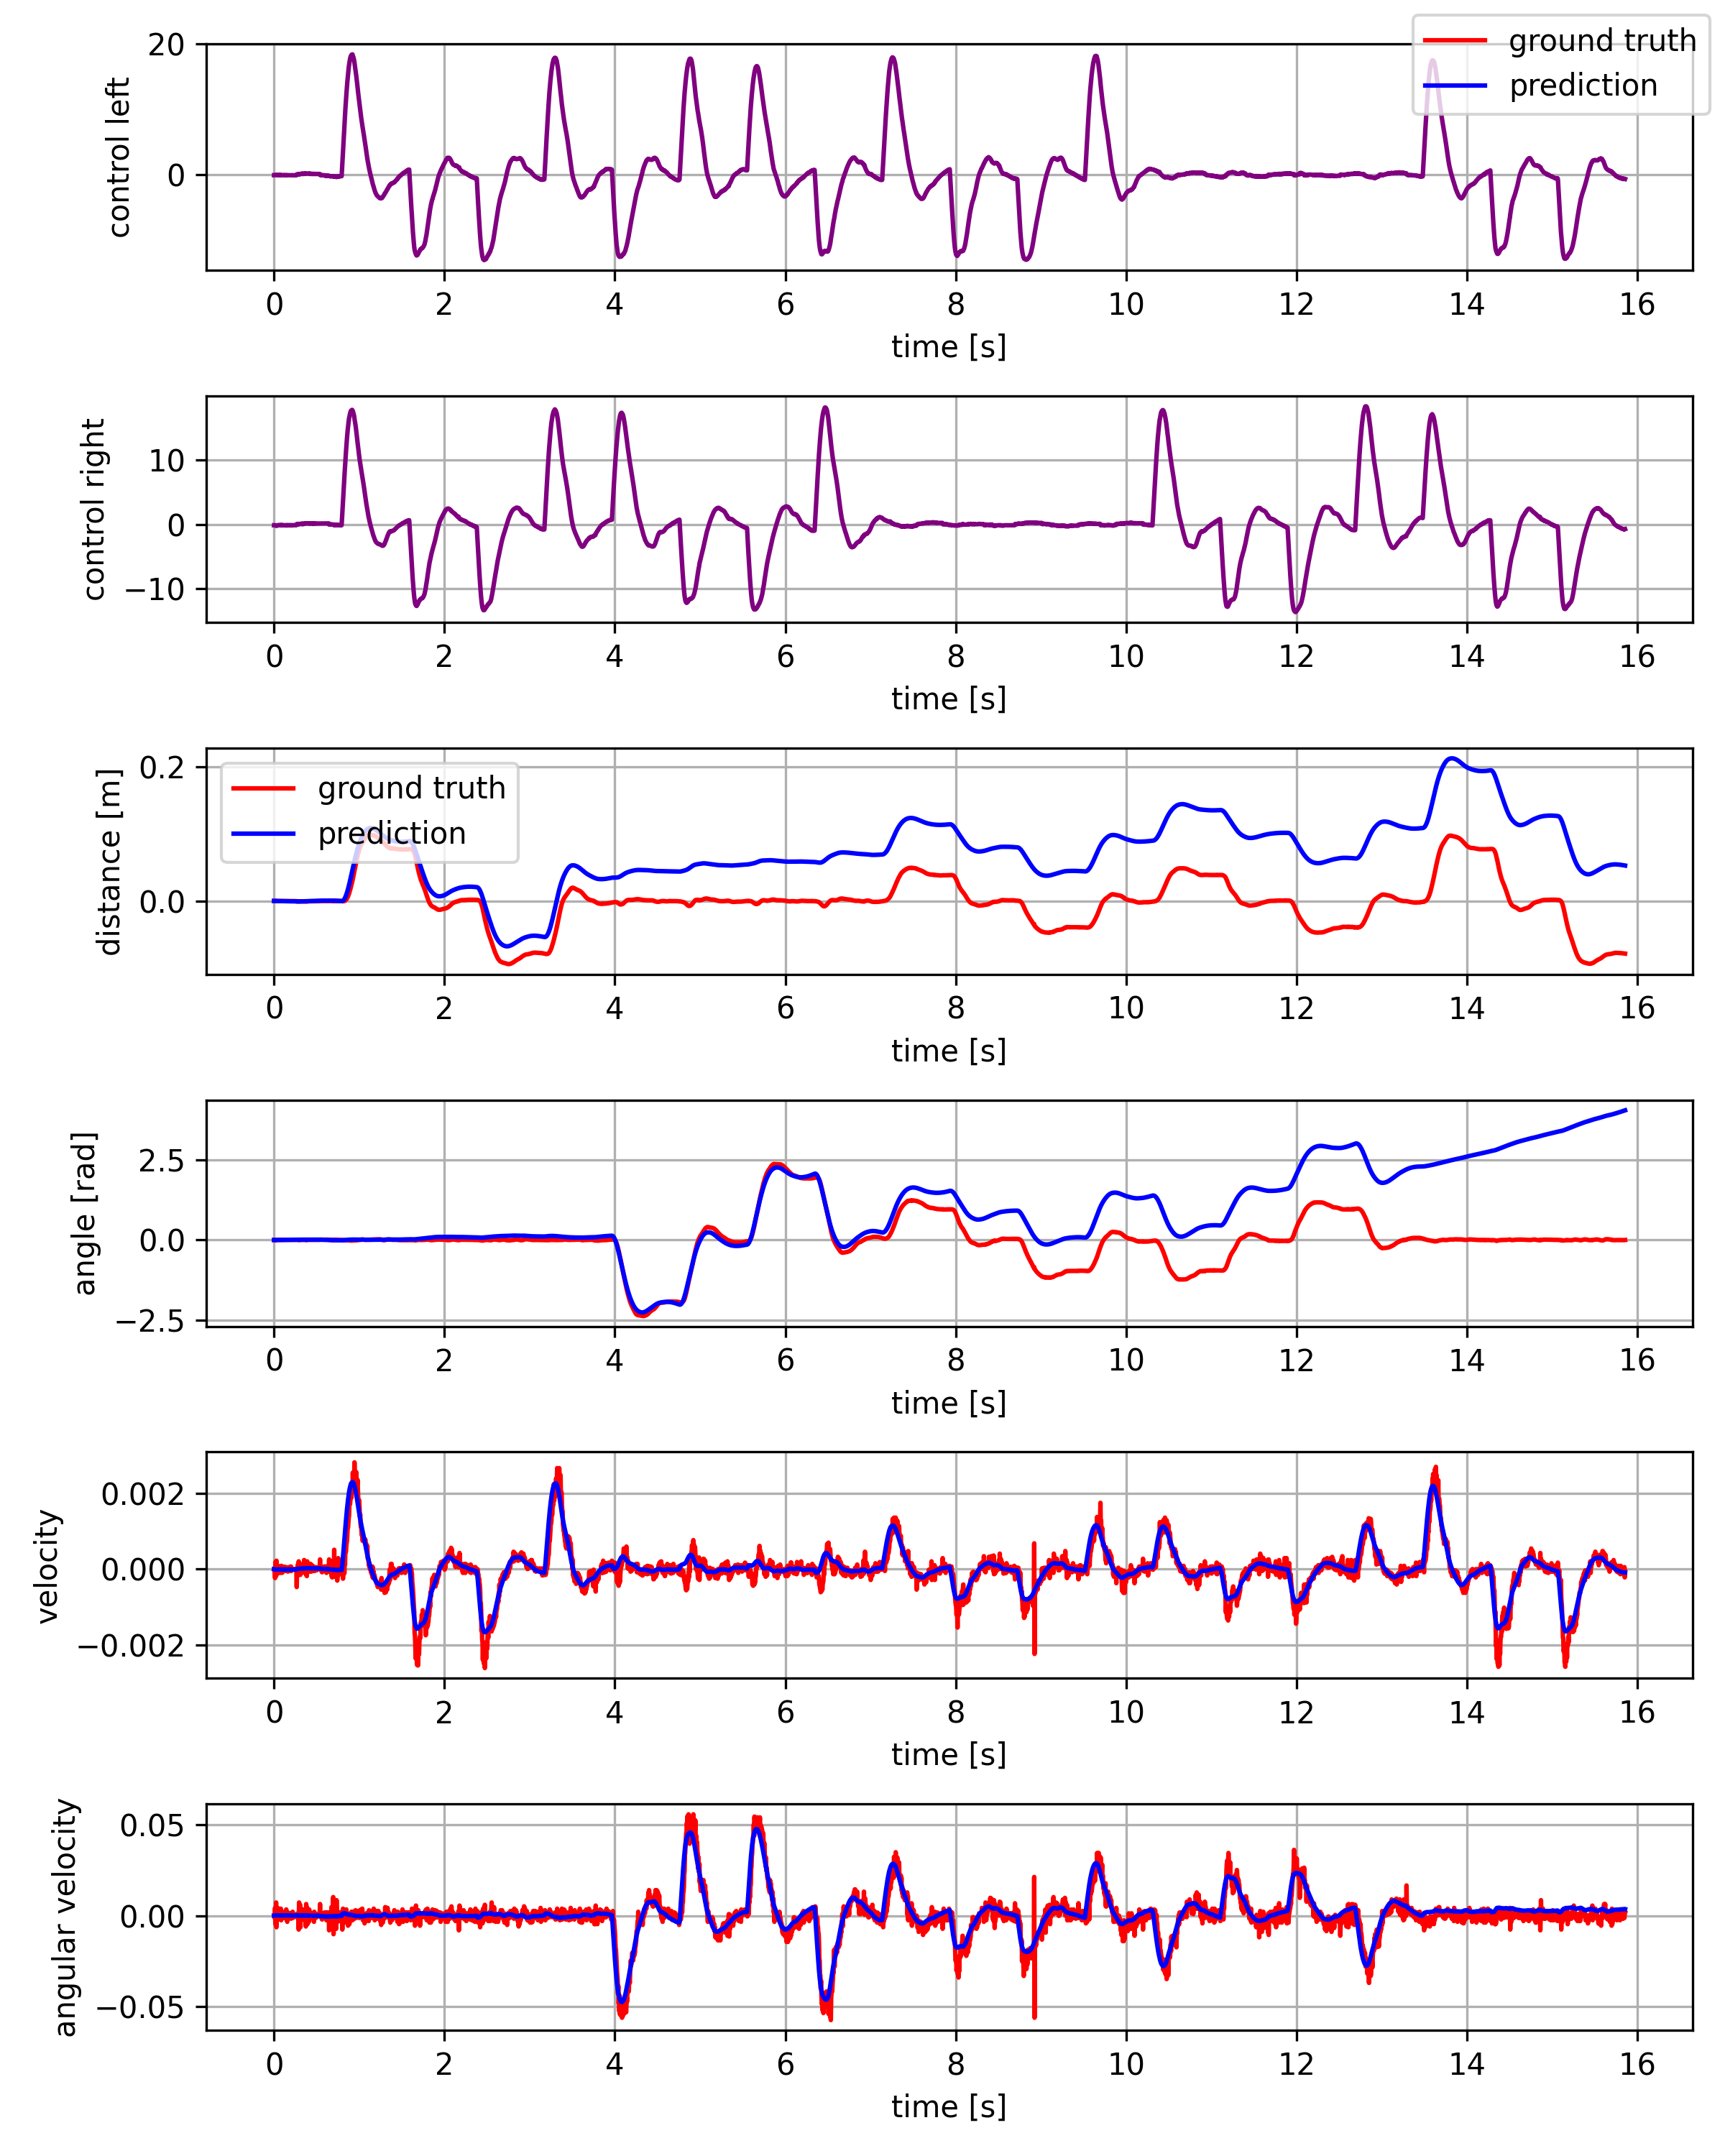 ground truth
prediction
20
0
control left
0 2 4 6 8 10 12 14 16
time [s]
10
0
−10
control right
0 2 4 6 8 10 12 14 16
time [s]
ground truth
prediction
0.2
0.0
distance [m]
0 2 4 6 8 10 12 14 16
time [s]
2.5
0.0
−2.5
angle [rad]
0 2 4 6 8 10 12 14 16
time [s]
0.002
0.000
−0.002
velocity
0 2 4 6 8 10 12 14 16
time [s]
0.05
0.00
−0.05
angular velocity
0 2 4 6 8 10 12 14 16
time [s]